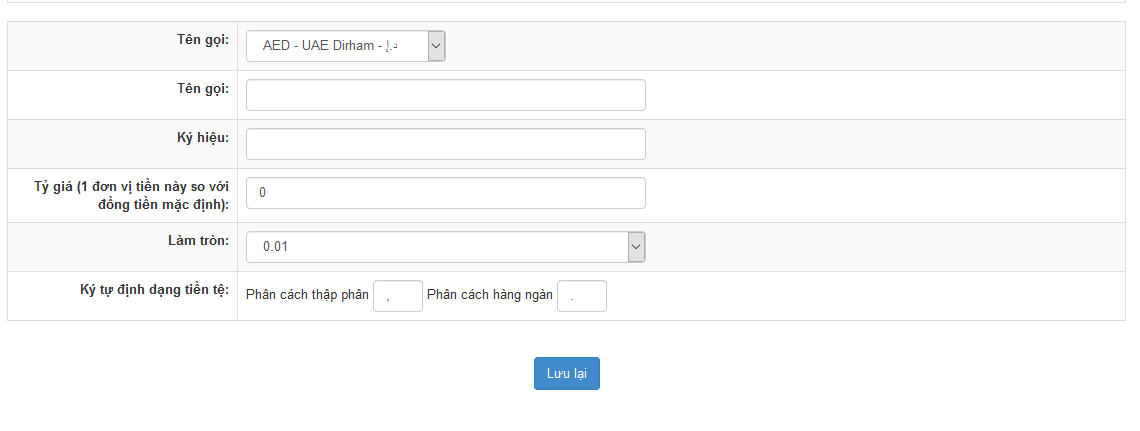 Tên gọi: AED - UAE Dirham - د.إ
Tên gọi:
Ký hiệu:
Tỷ giá (1 đơn vị tiền này so với
đồng tiền mặc định): 0
Làm tròn: 0.01
Ký tự định dạng tiền tệ: Phân cách thập phân , Phân cách hàng ngàn .
Lưu lại